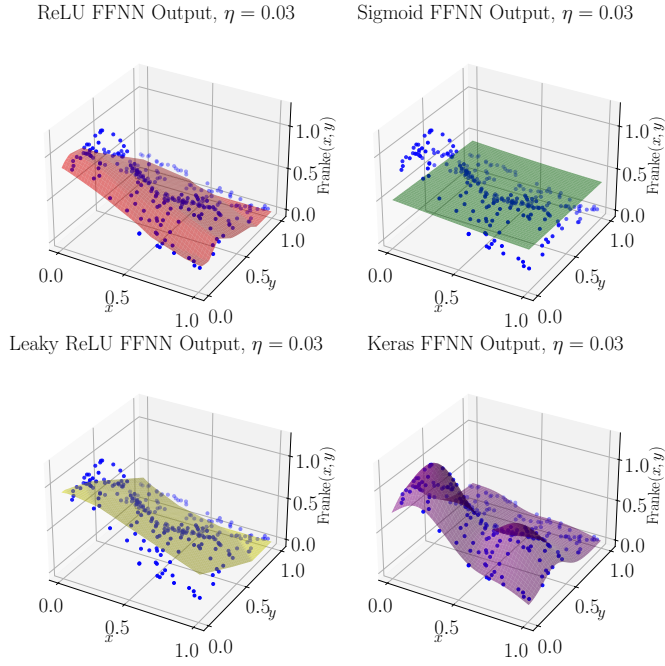 ReLU FFNN Output, η = 0.03
Sigmoid FFNN Output, η = 0.03
0.0
0.5
1.0
x
0.0
0.5
1.0
y
0.0
0.5
1.0
Franke(x, y)
0.0
0.5
1.0
x
0.0
0.5
1.0
y
0.0
0.5
1.0
Franke(x, y)
Leaky ReLU FFNN Output, η = 0.03
Keras FFNN Output, η = 0.03
0.0
0.5
1.0
x
0.0
0.5
1.0
y
0.0
0.5
1.0
Franke(x, y)
0.0
0.5
1.0
x
0.0
0.5
1.0
y
0.0
0.5
1.0
Franke(x, y)